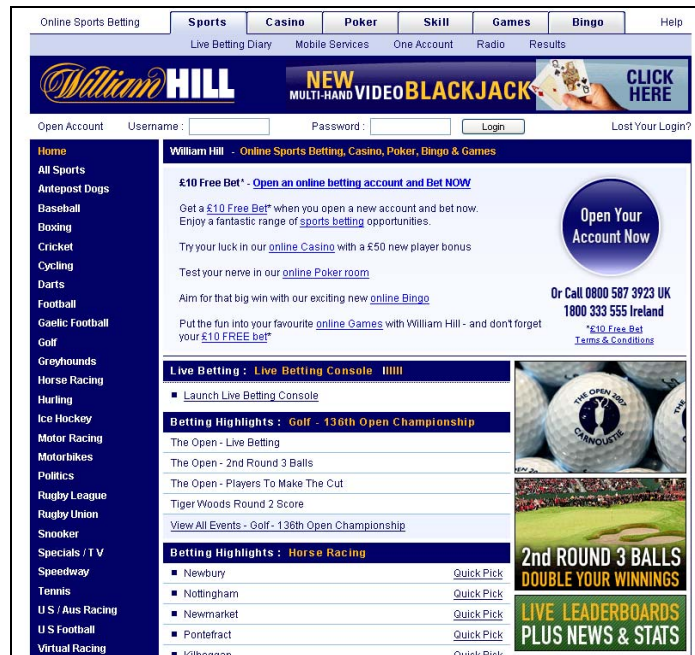 Online Sports Betting
Sports Casino Poker Skill Games Bingo Help
Live Betting Diary Mobile Services One Account Radio Results
William HILL
NEW
MULTI-HAND VIDEO BLACKJACK
CLICK HERE
Open Account Username : Password : Login Lost Your Login?
Home
All Sports
Antepost Dogs
Baseball
Boxing
Cricket
Cycling
Darts
Football
Gaelic Football
Golf
Greyhounds
Horse Racing
Hurling
Ice Hockey
Motor Racing
Motorbikes
Politics
Rugby League
Rugby Union
Snooker
Specials / T V
Speedway
Tennis
U S / Aus Racing
U S Football
Virtual Racing
William Hill - Online Sports Betting, Casino, Poker, Bingo & Games
£10 Free Bet* - Open an online betting account and Bet NOW
Get a £10 Free Bet* when you open a new account and bet now.
Enjoy a fantastic range of sports betting opportunities.
Try your luck in our online Casino with a £50 new player bonus
Test your nerve in our online Poker room
Aim for that big win with our exciting new online Bingo
Put the fun into your favourite online Games with William Hill - and don't forget
your £10 FREE bet*
Open Your
Account Now
Or Call 0800 587 3923 UK
1800 333 555 Ireland
*£10 Free Bet
Terms & Conditions
Live Betting : Live Betting Console
Launch Live Betting Console
Betting Highlights : Golf - 136th Open Championship
The Open - Live Betting
The Open - 2nd Round 3 Balls
The Open - Players To Make The Cut
Tiger Woods Round 2 Score
View All Events - Golf - 136th Open Championship
Betting Highlights : Horse Racing
Newbury Quick Pick
Nottingham Quick Pick
Newmarket Quick Pick
Pontefract Quick Pick
Kilbeggan Quick Pick
THE OPEN 2007
CARNOUSTIE
2nd ROUND 3 BALLS
DOUBLE YOUR WINNINGS
LIVE LEADERBOARDS
PLUS NEWS & STATS